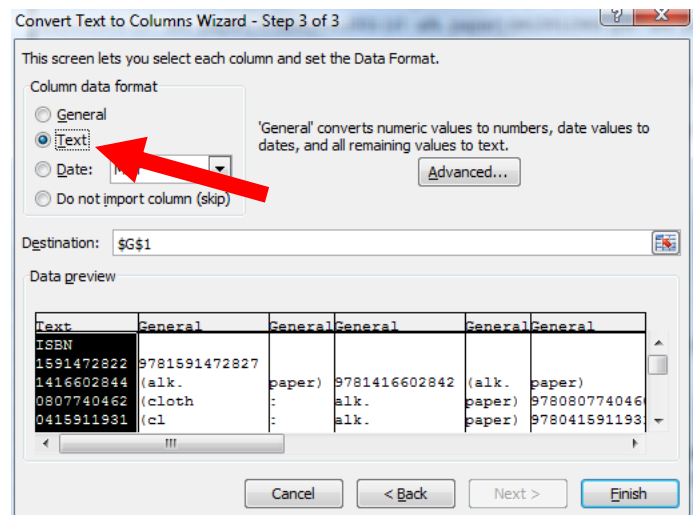 Convert Text to Columns Wizard - Step 3 of 3
This screen lets you select each column and set the Data Format.
Column data format
General
Text
Date:
Do not import column (skip)
'General' converts numeric values to numbers, date values to
dates, and all remaining values to text.
Advanced...
Destination: $G$1
Data preview
Text General General General General General
ISBN
1591472822 9781591472827
1416602844 (alk. paper) 9781416602842 (alk. paper)
0807740462 (cloth : alk. paper) 978080774046
0415911931 (cl : alk. paper) 978041591193
Cancel < Back Next > Finish